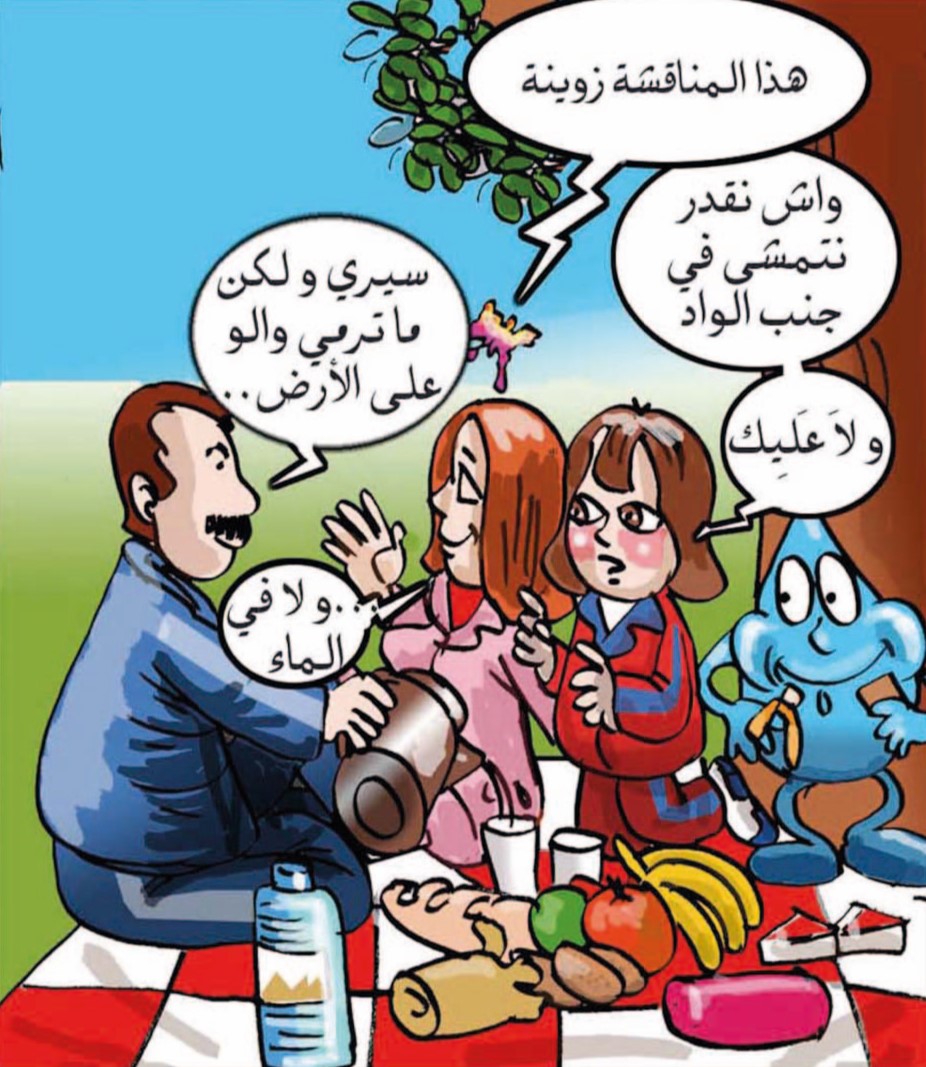 هذا المناقشة زوينة
واش نقدر
نتمشى في
جنب الواد
و لاَ عَلَيِك
سيري و لكن
ما ترمي والو
على الأرض..
...و لا في
الماء